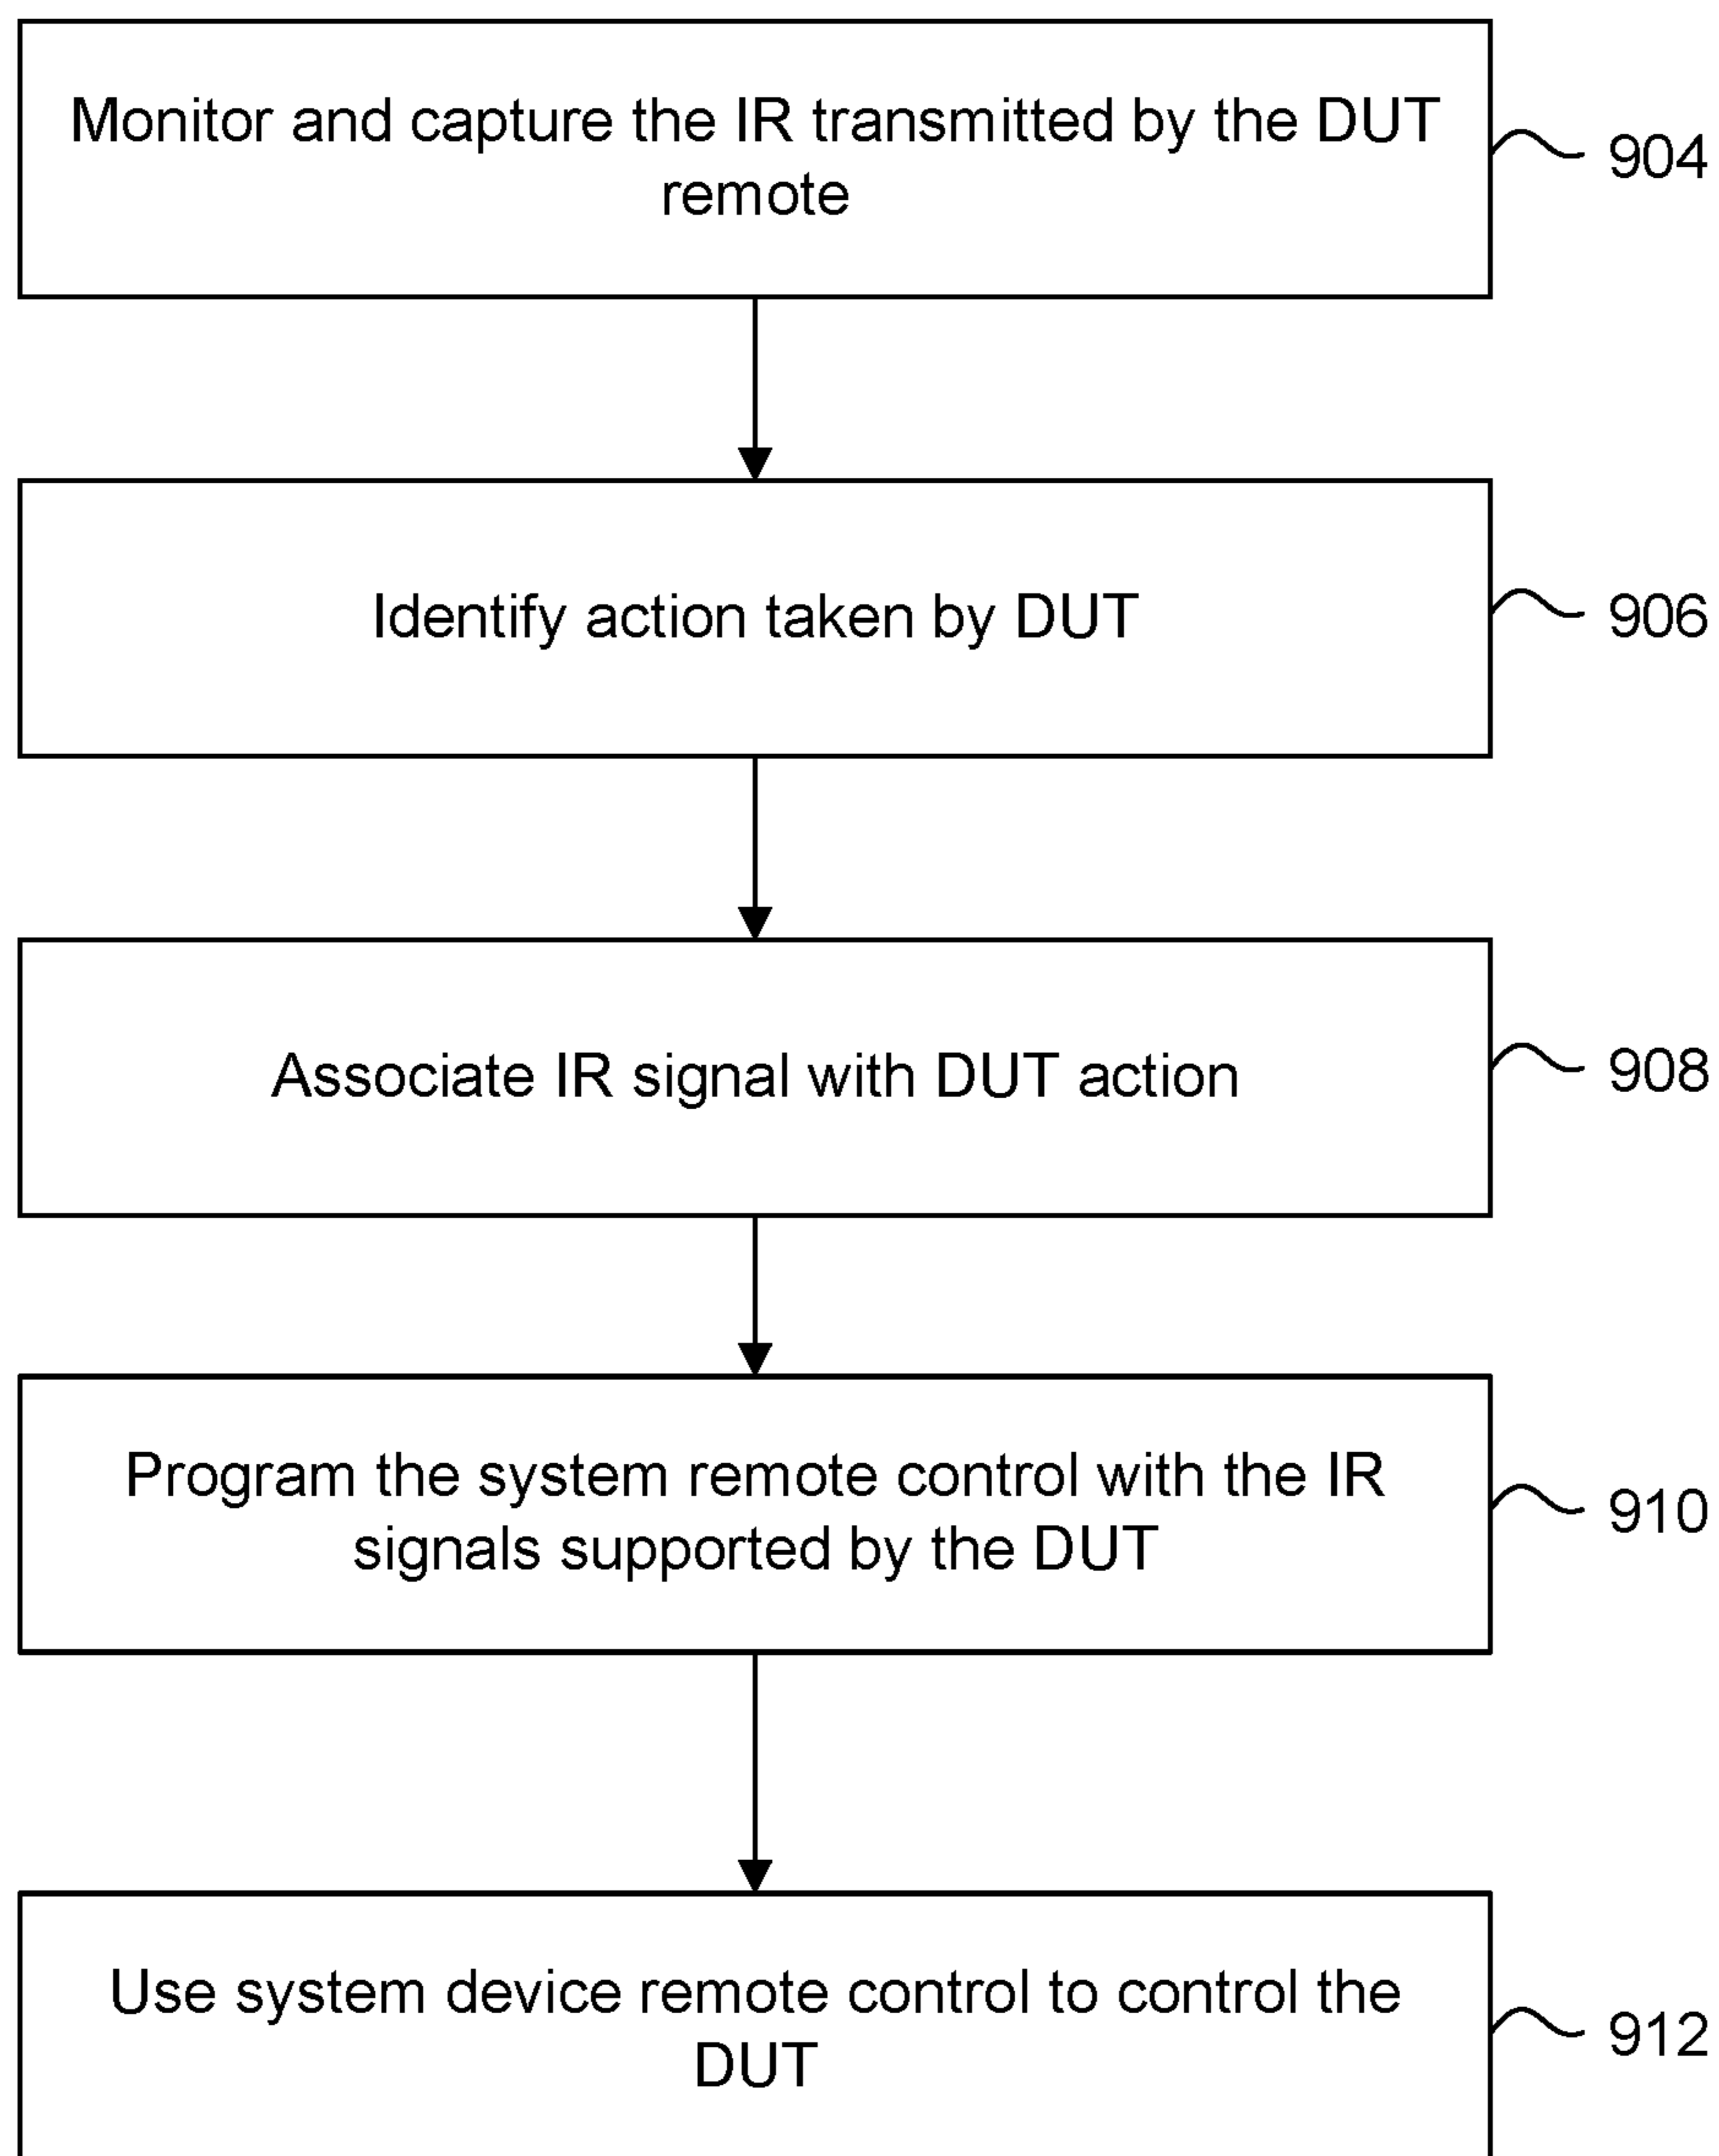 Monitor and capture the IR transmitted by the DUT
remote
904
Identify action taken by DUT
906
Associate IR signal with DUT action
908
Program the system remote control with the IR
signals supported by the DUT
910
Use system device remote control to control the
DUT
912